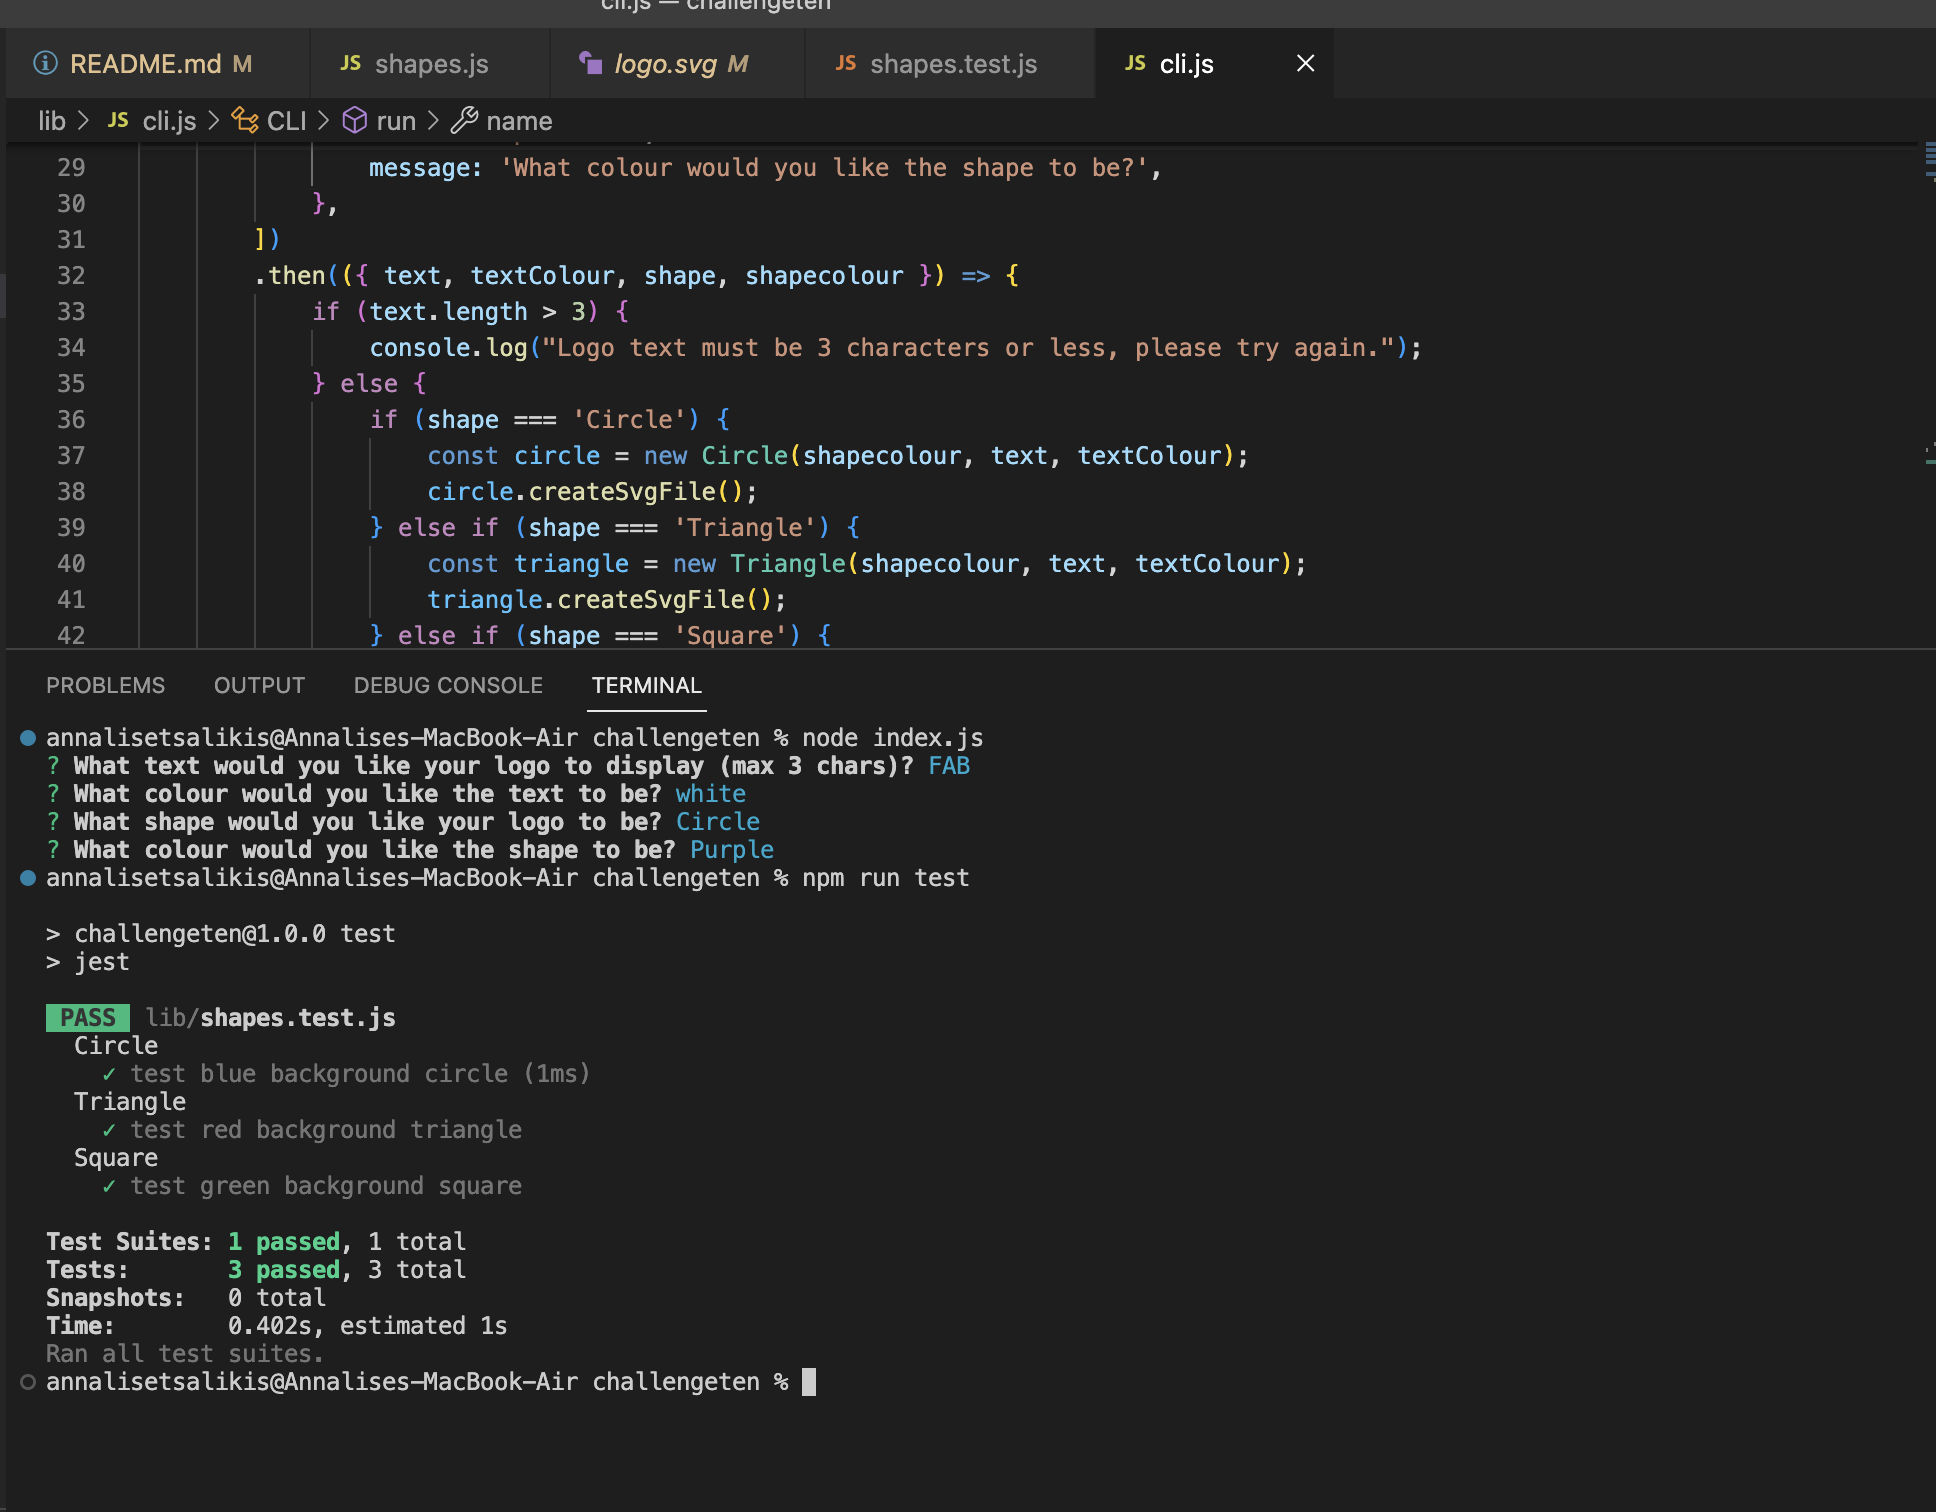 cli.js — challengeten
README.md M
JS shapes.js
logo.svg M
JS shapes.test.js
JS cli.js
lib > JS cli.js > CLI > run > name
29 message: 'What colour would you like the shape to be?',
30 },
31 ])
32 .then(({ text, textColour, shape, shapecolour }) => {
33 if (text.length > 3) {
34 console.log("Logo text must be 3 characters or less, please try again.");
35 } else {
36 if (shape === 'Circle') {
37 const circle = new Circle(shapecolour, text, textColour);
38 circle.createSvgFile();
39 } else if (shape === 'Triangle') {
40 const triangle = new Triangle(shapecolour, text, textColour);
41 triangle.createSvgFile();
42 } else if (shape === 'Square') {
PROBLEMS OUTPUT DEBUG CONSOLE TERMINAL
annalisetsalikis@Annalises-MacBook-Air challengeten % node index.js
? What text would you like your logo to display (max 3 chars)? FAB
? What colour would you like the text to be? white
? What shape would you like your logo to be? Circle
? What colour would you like the shape to be? Purple
annalisetsalikis@Annalises-MacBook-Air challengeten % npm run test
> challengeten@1.0.0 test
> jest
PASS lib/shapes.test.js
Circle
✓ test blue background circle (1ms)
Triangle
✓ test red background triangle
Square
✓ test green background square
Test Suites: 1 passed, 1 total
Tests: 3 passed, 3 total
Snapshots: 0 total
Time: 0.402s, estimated 1s
Ran all test suites.
annalisetsalikis@Annalises-MacBook-Air challengeten %